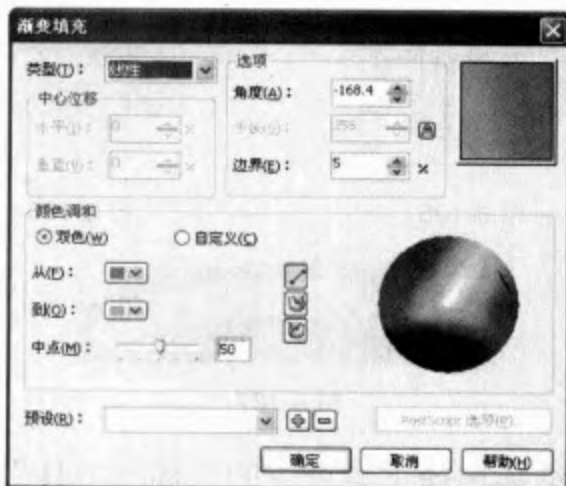 渐变填充
类型(T): 线性
选项
角度(A): -168.4
中心位移
水平(I): 0 %
步长(S): 256
垂直(V): 0 %
边界(E): 5 %
颜色调和
双色(W) 自定义(C)
从(F):
到(O):
中点(M): 50
预设(R):
PostScript 选项(P)...
确定 取消 帮助(H)